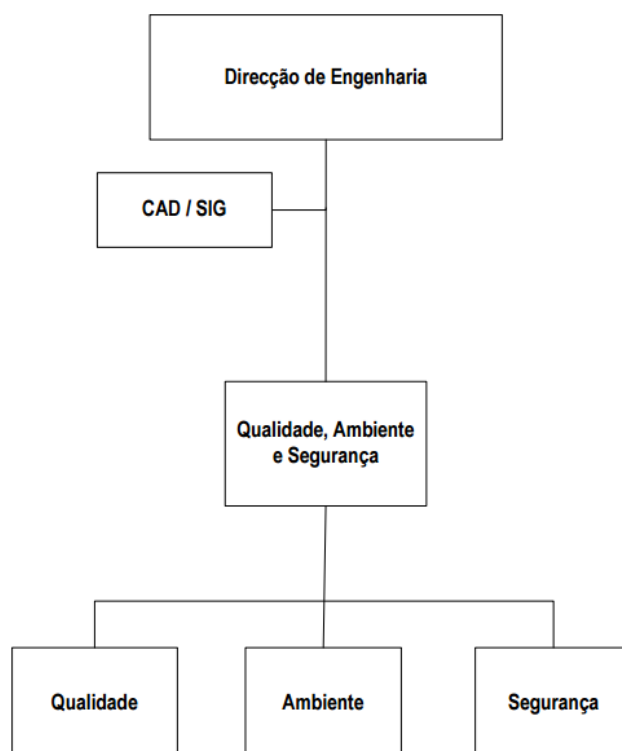 Direcção de Engenharia
CAD / SIG
Qualidade, Ambiente
e Segurança
Qualidade
Ambiente
Segurança